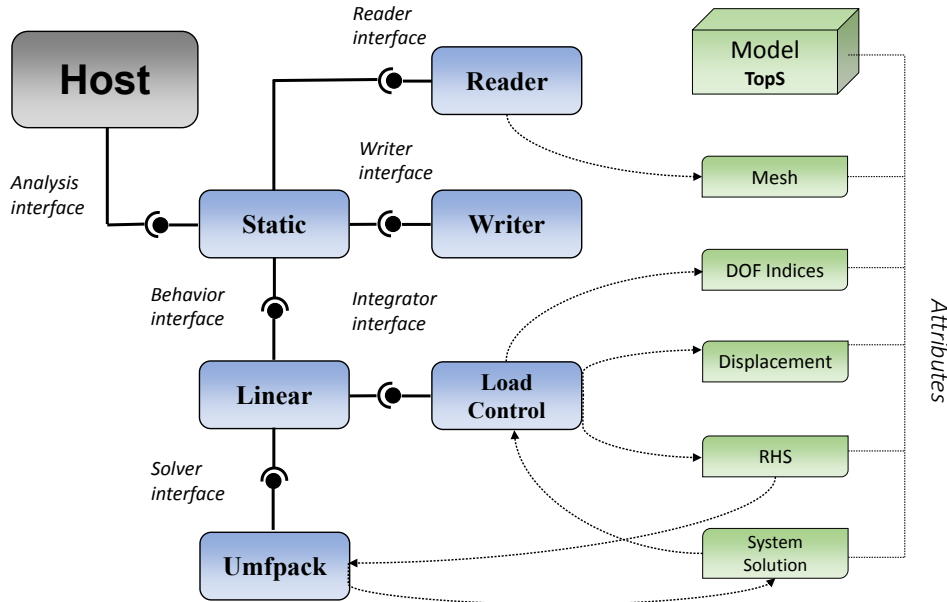 Reader
interface
Host
Model
TopS
Reader
Writer
interface
Mesh
Analysis
interface
Static
Writer
DOF Indices
Behavior
interface
Integrator
interface
Attributes
Displacement
Linear
Load
Control
RHS
Solver
interface
System
Solution
Umfpack